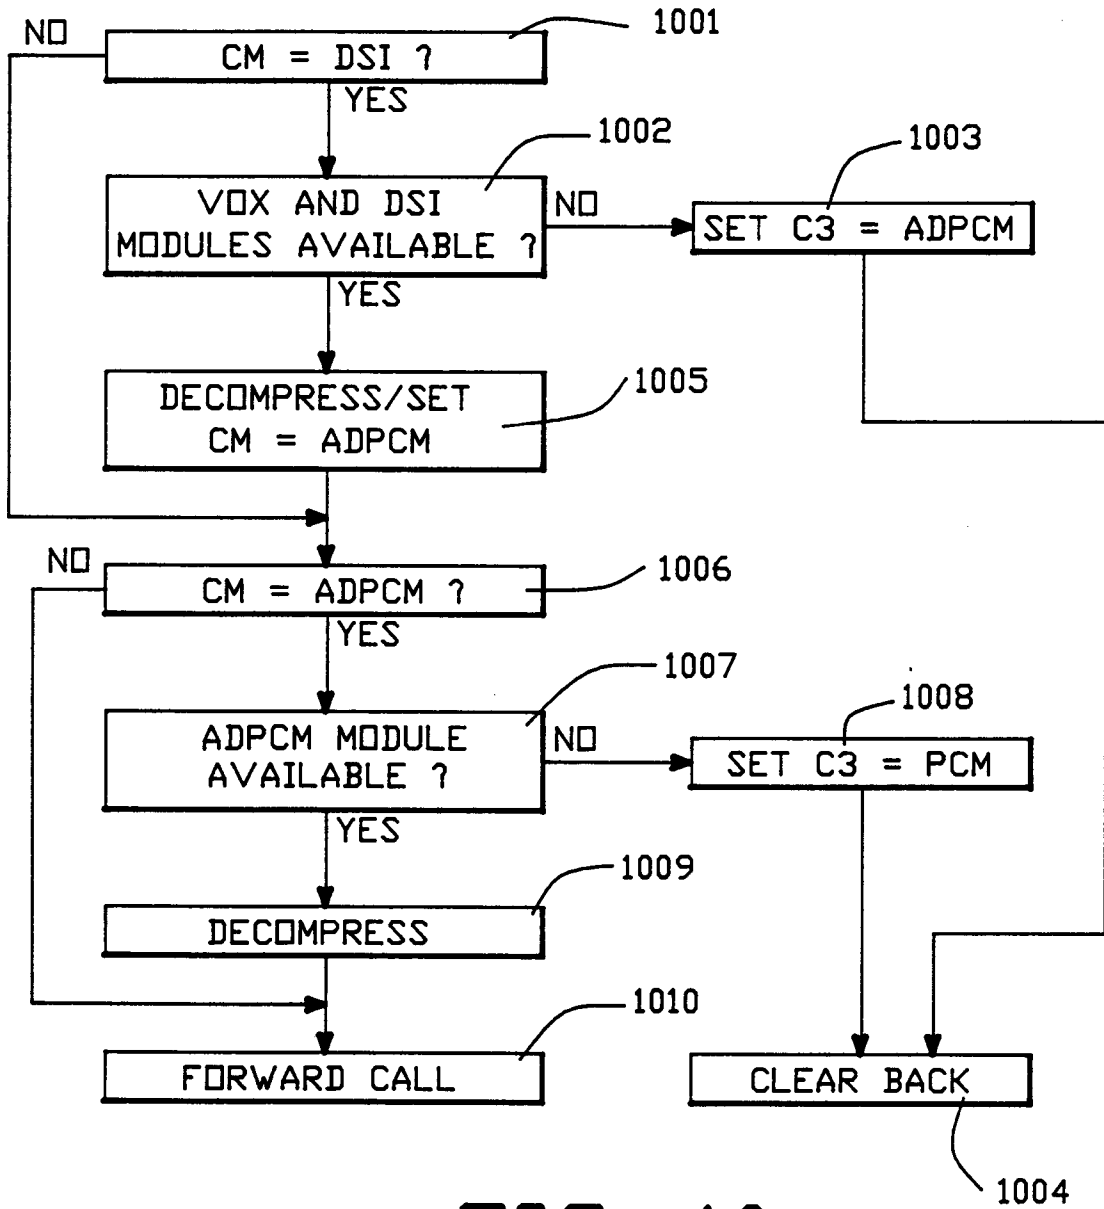 NO
1001
CM = DSI ?
YES
1002
1003
VOX AND DSI
MODULES AVAILABLE ?
NO
SET C3 = ADPCM
YES
1005
DECOMPRESS/SET
CM = ADPCM
NO
1006
CM = ADPCM ?
YES
1007
1008
ADPCM MODULE
AVAILABLE ?
NO
SET C3 = PCM
YES
1009
DECOMPRESS
1010
FORWARD CALL
CLEAR BACK
1004